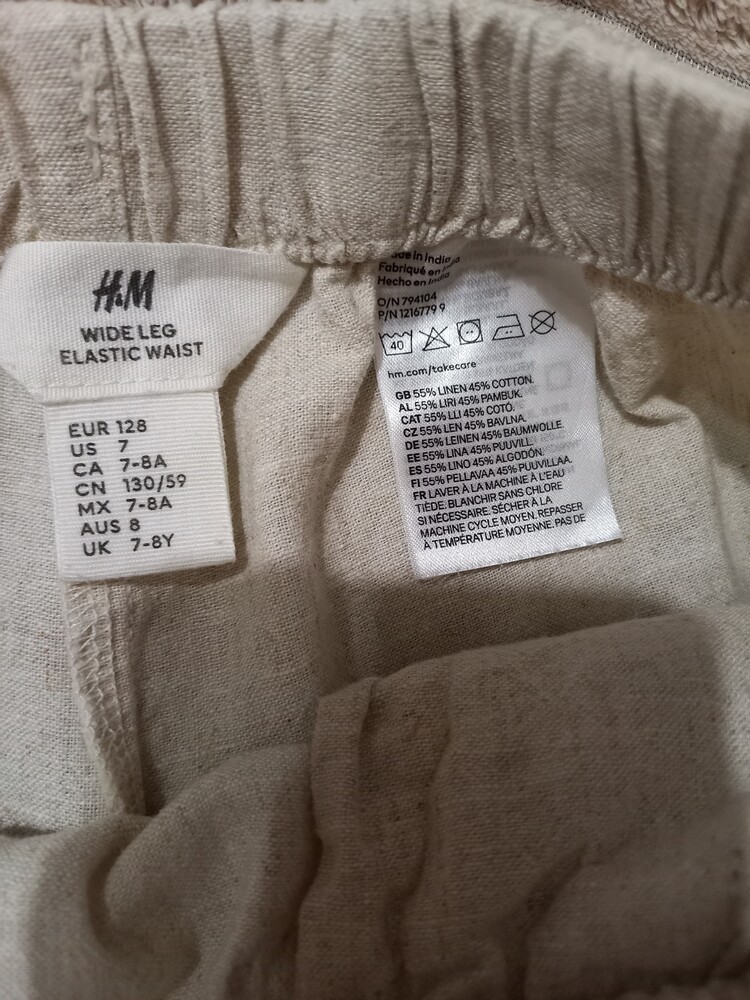 H&M
WIDE LEG
ELASTIC WAIST
EUR 128
US 7
CA 7-8A
CN 130/59
MX 7-8A
AUS 8
UK 7-8Y
in India
Fabriqué en India
Hecho en India
O/N 794104
P/N 1216779 9
40
hm.com/takecare
GB 55% LINEN 45% COTTON.
AL 55% LIRI 45% PAMBUK.
CAT 55% LLI 45% COTÓ.
CZ 55% LEN 45% BAVLNA.
DE 55% LEINEN 45% BAUMWOLLE.
EE 55% LINA 45% PUUVILL.
ES 55% LINO 45% ALGODÓN.
FI 55% PELLAVAA 45% PUUVILLAA.
FR LAVER À LA MACHINE À L'EAU
TIÈDE. BLANCHIR SANS CHLORE
SI NÉCESSAIRE. SÉCHER À LA
MACHINE CYCLE MOYEN. REPASSER
À TEMPÉRATURE MOYENNE. PAS DE